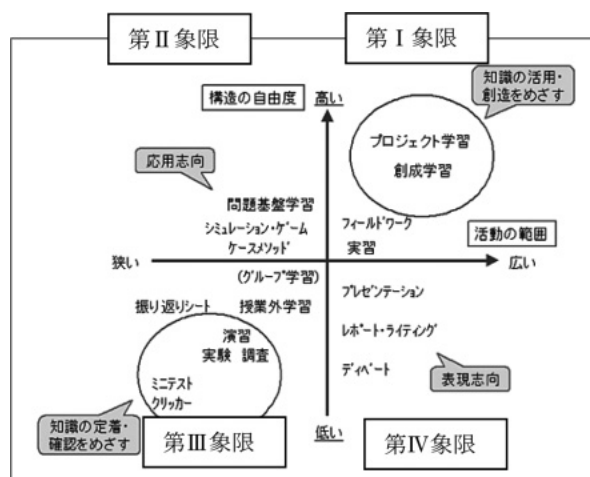 第Ⅱ象限
第Ⅰ象限
知識の活用・
創造をめざす
構造の自由度
高い
プロジェクト学習
創成学習
応用志向
問題基盤学習
シミュレーション・ゲーム
ケースメソッド
フィールドワーク
実習
活動の範囲
狭い
広い
(グループ学習)
プレゼンテーション
振り返りシート
授業外学習
レポート・ライティング
演習
実験 調査
ディベート
表現志向
ミニテスト
クリッカー
知識の定着・
確認をめざす
第Ⅲ象限
低い
第Ⅳ象限